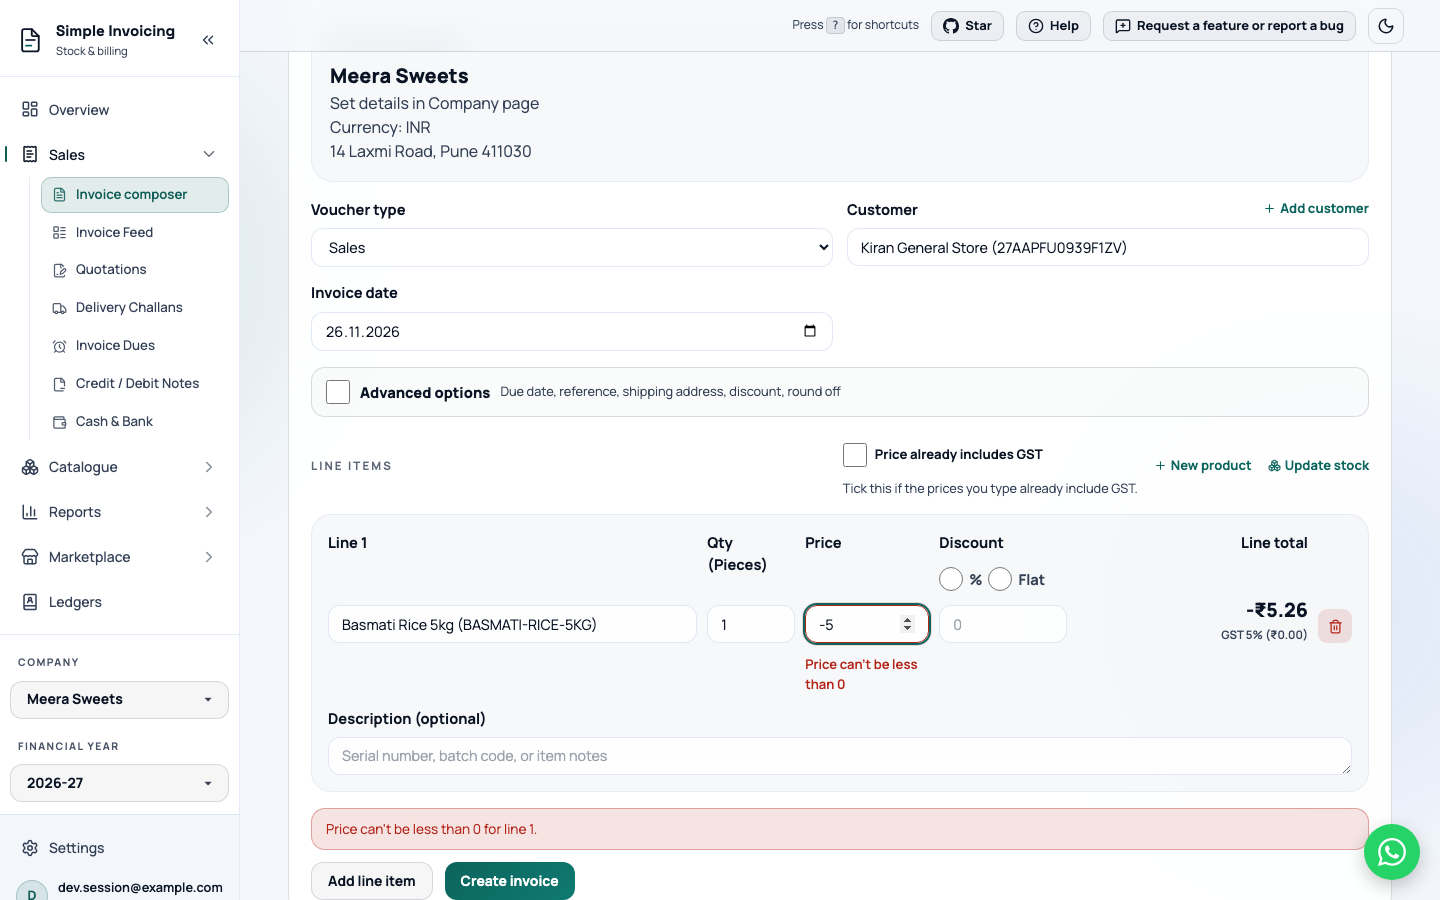 Simple Invoicing
Stock & billing
Press ? for shortcuts
Star
Help
Request a feature or report a bug
Overview
Sales
Invoice composer
Invoice Feed
Quotations
Delivery Challans
Invoice Dues
Credit / Debit Notes
Cash & Bank
Catalogue
Reports
Marketplace
Ledgers
COMPANY
Meera Sweets
FINANCIAL YEAR
2026-27
Settings
D
dev.session@example.com
Meera Sweets
Set details in Company page
Currency: INR
14 Laxmi Road, Pune 411030
Voucher type
Sales
Customer
+ Add customer
Kiran General Store (27AAPFU0939F1ZV)
Invoice date
26.11.2026
Advanced options Due date, reference, shipping address, discount, round off
LINE ITEMS
Price already includes GST
Tick this if the prices you type already include GST.
+ New product
Update stock
Line 1
Qty
(Pieces)
Price
Discount
% Flat
Line total
Basmati Rice 5kg (BASMATI-RICE-5KG)
1
-5
0
-₹5.26
GST 5% (₹0.00)
Price can't be less
than 0
Description (optional)
Serial number, batch code, or item notes
Price can't be less than 0 for line 1.
Add line item
Create invoice